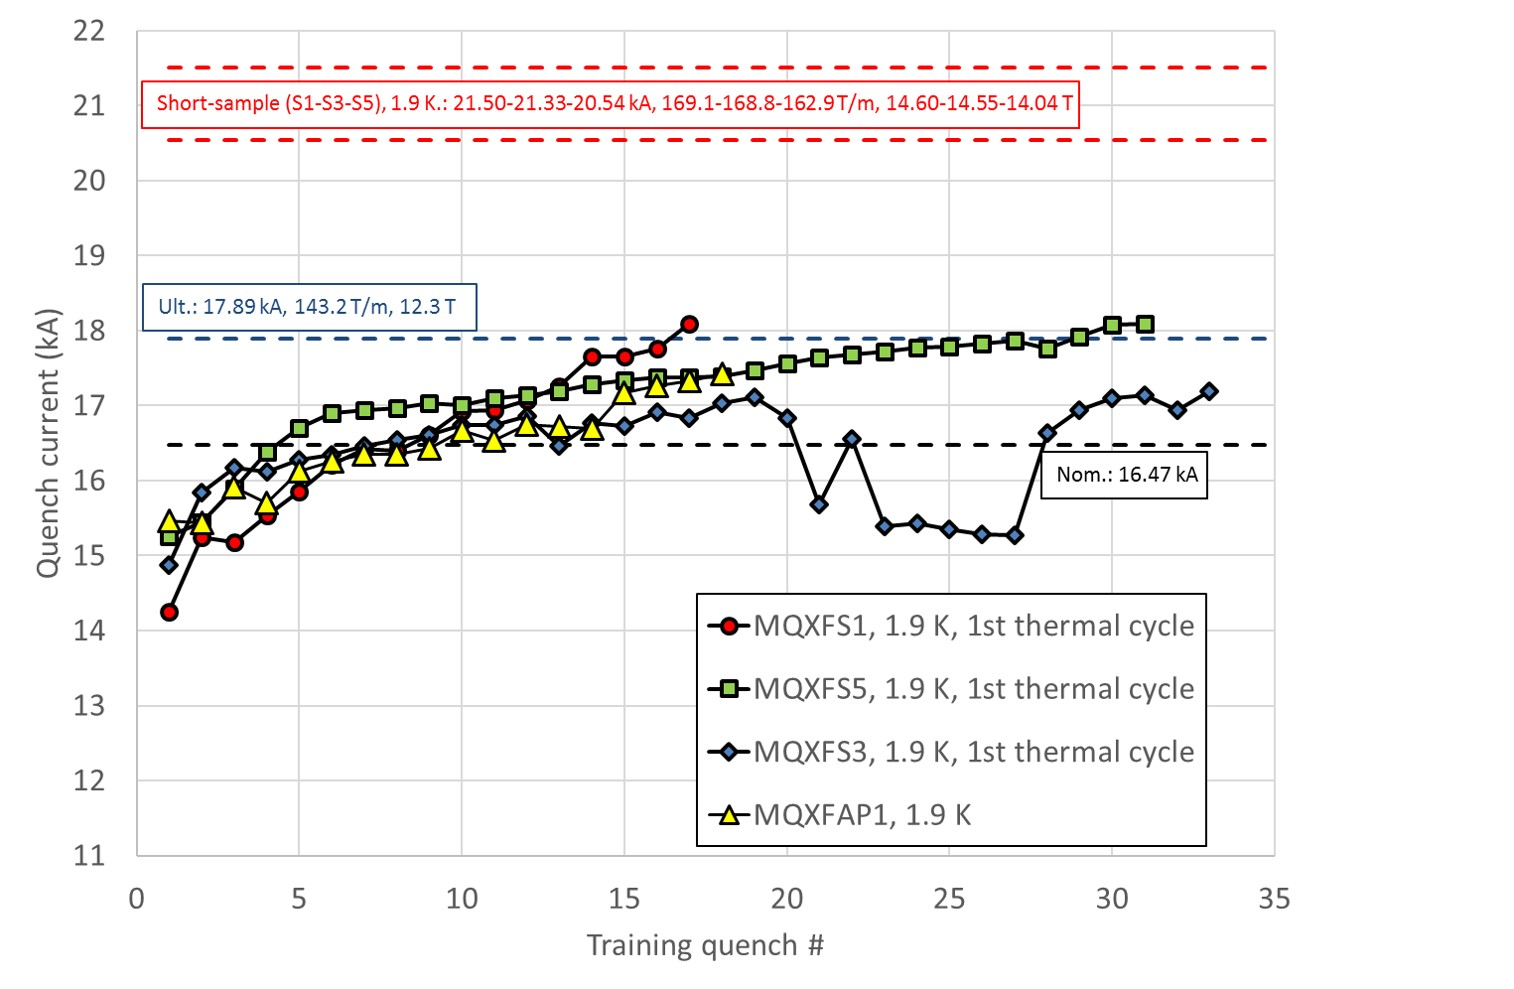 22
21
20
19
18
17
16
15
14
13
12
11
Quench current (kA)
Short-sample (S1-S3-S5), 1.9 K.: 21.50-21.33-20.54 kA, 169.1-168.8-162.9 T/m, 14.60-14.55-14.04 T
Ult.: 17.89 kA, 143.2 T/m, 12.3 T
Nom.: 16.47 kA
MQXFS1, 1.9 K, 1st thermal cycle
MQXFS5, 1.9 K, 1st thermal cycle
MQXFS3, 1.9 K, 1st thermal cycle
MQXFAP1, 1.9 K
0 5 10 15 20 25 30 35
Training quench #